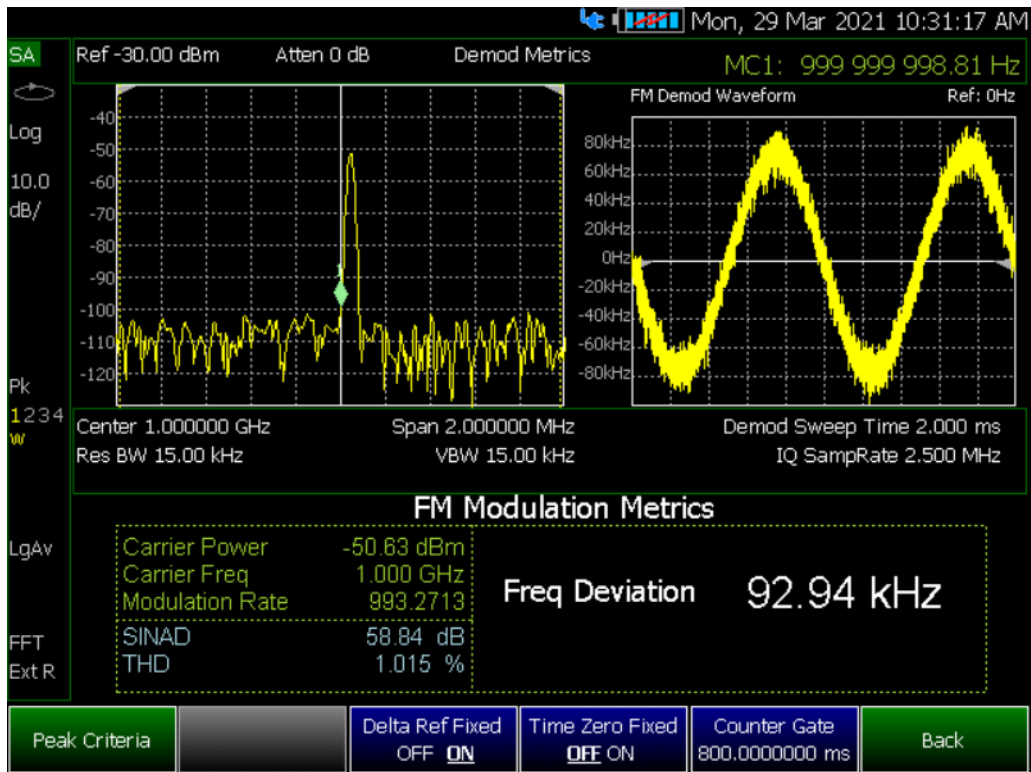 Mon, 29 Mar 2021 10:31:17 AM
SA
Ref -30.00 dBm Atten 0 dB Demod Metrics
MC1: 999 999 998.81 Hz
FM Demod Waveform Ref: 0Hz
Log
10.0
dB/
-40
-50
-60
-70
-80
-90
-100
-110
-120
1
80kHz
60kHz
40kHz
20kHz
0Hz
-20kHz
-40kHz
-60kHz
-80kHz
Pk
1234
W
Center 1.000000 GHz Span 2.000000 MHz Demod Sweep Time 2.000 ms
Res BW 15.00 kHz VBW 15.00 kHz IQ SampRate 2.500 MHz
FM Modulation Metrics
LgAv
Carrier Power -50.63 dBm
Carrier Freq 1.000 GHz
Modulation Rate 993.2713
Freq Deviation 92.94 kHz
SINAD 58.84 dB
THD 1.015 %
FFT
Ext R
Peak Criteria
Delta Ref Fixed
OFF ON
Time Zero Fixed
OFF ON
Counter Gate
800.0000000 ms
Back